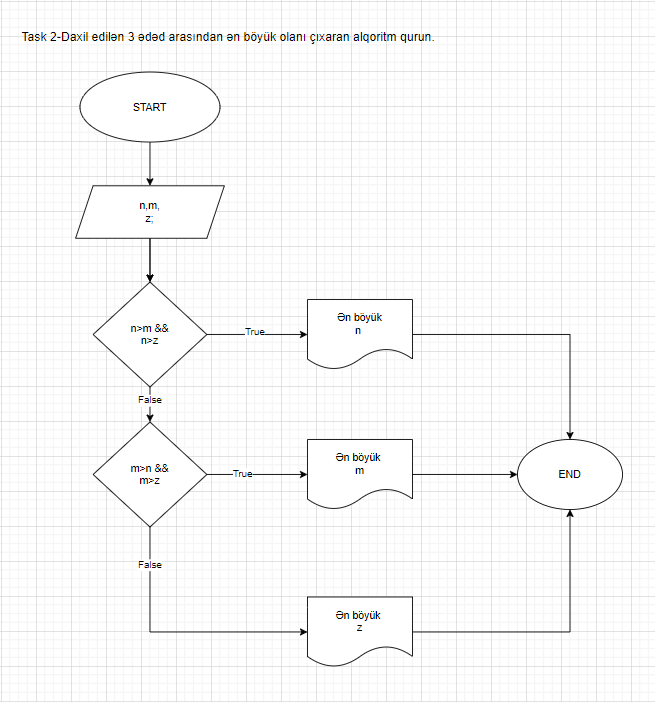 Task 2-Daxil edilən 3 ədəd arasından ən böyük olanı çıxaran alqoritm qurun.
START
n,m,
z;
n>m &&
n>z
True
Ən böyük
n
False
m>n &&
m>z
True
Ən böyük
m
END
False
Ən böyük
z